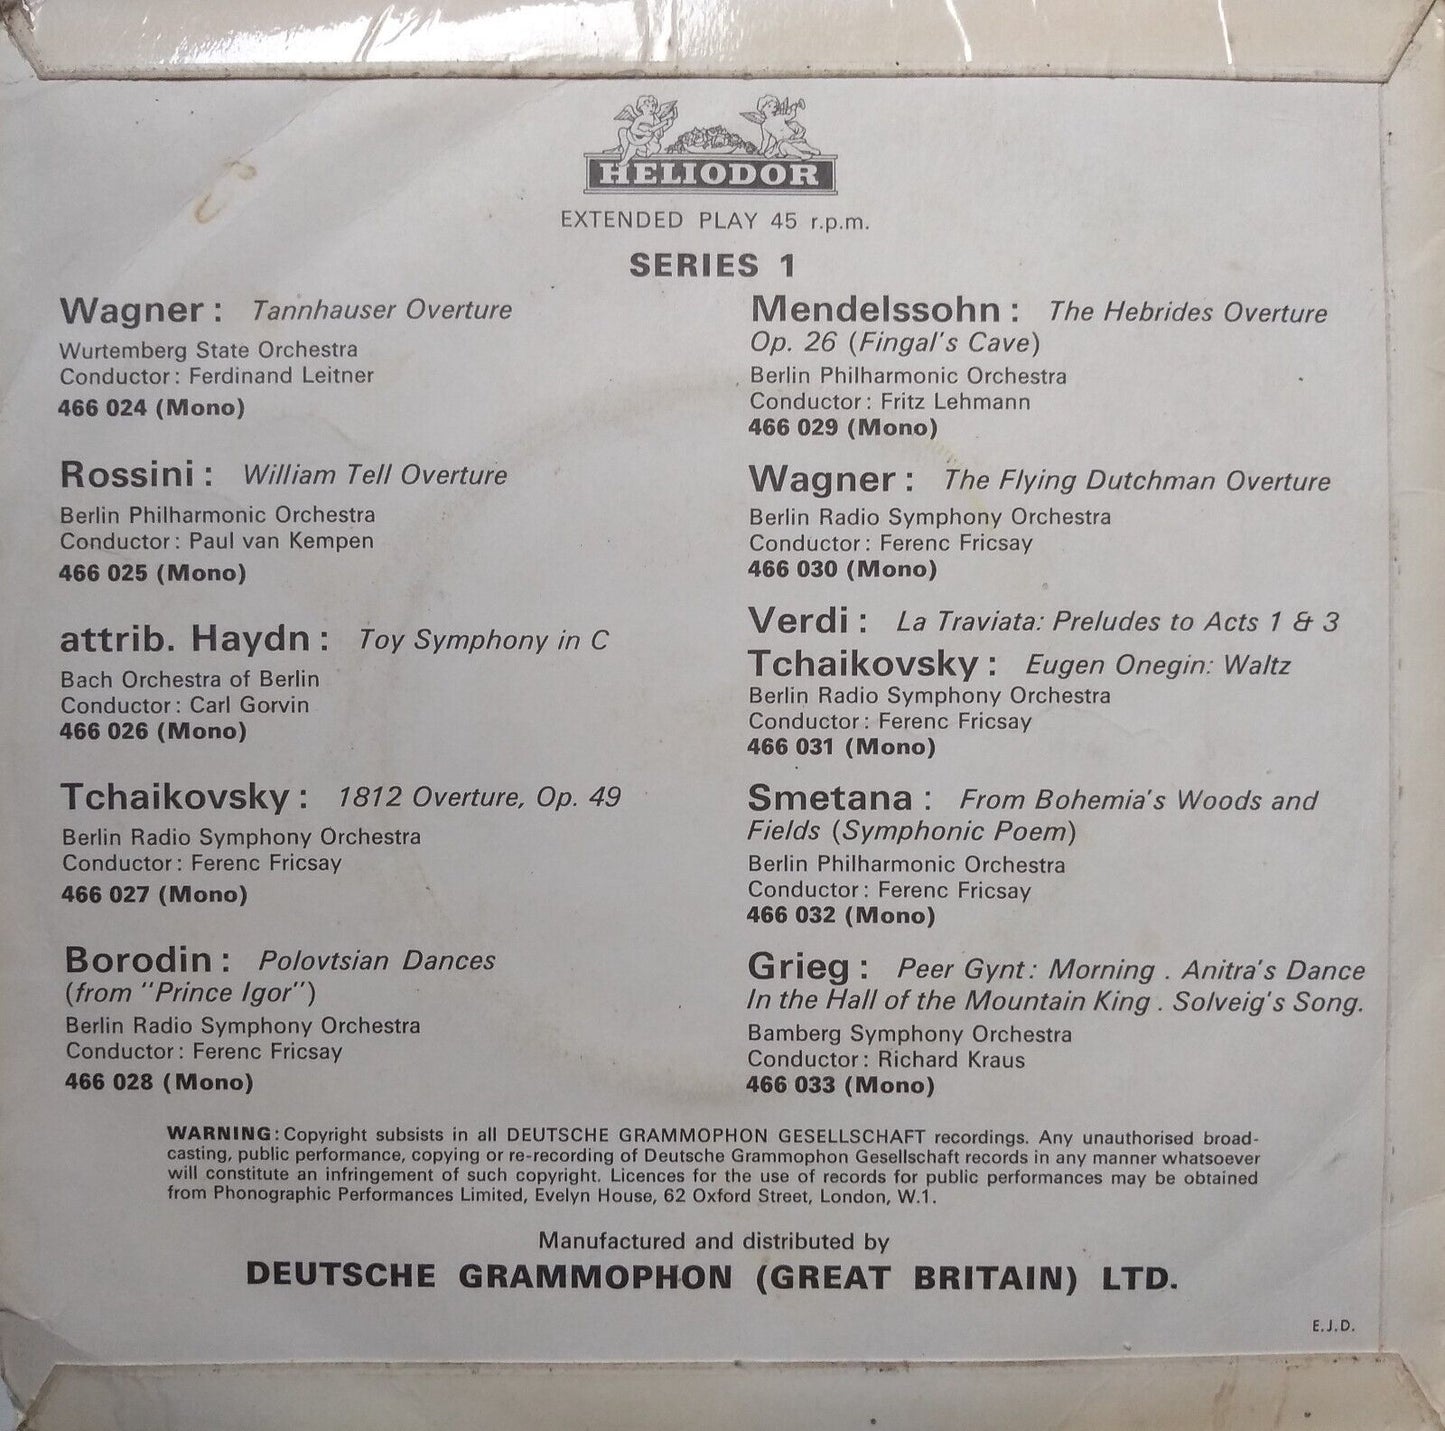 HELIODOR
EXTENDED PLAY 45 r.p.m.
SERIES 1
Wagner: Tannhauser Overture
Wurtemberg State Orchestra
Conductor: Ferdinand Leitner
466 024 (Mono)
Rossini: William Tell Overture
Berlin Philharmonic Orchestra
Conductor: Paul van Kempen
466 025 (Mono)
attrib. Haydn: Toy Symphony in C
Bach Orchestra of Berlin
Conductor: Carl Gorvin
466 026 (Mono)
Tchaikovsky: 1812 Overture, Op. 49
Berlin Radio Symphony Orchestra
Conductor: Ferenc Fricsay
466 027 (Mono)
Borodin: Polovtsian Dances
(from "Prince Igor")
Berlin Radio Symphony Orchestra
Conductor: Ferenc Fricsay
466 028 (Mono)
Mendelssohn: The Hebrides Overture
Op. 26 (Fingal's Cave)
Berlin Philharmonic Orchestra
Conductor: Fritz Lehmann
466 029 (Mono)
Wagner: The Flying Dutchman Overture
Berlin Radio Symphony Orchestra
Conductor: Ferenc Fricsay
466 030 (Mono)
Verdi: La Traviata: Preludes to Acts 1 & 3
Tchaikovsky: Eugen Onegin: Waltz
Berlin Radio Symphony Orchestra
Conductor: Ferenc Fricsay
466 031 (Mono)
Smetana: From Bohemia's Woods and
Fields (Symphonic Poem)
Berlin Philharmonic Orchestra
Conductor: Ferenc Fricsay
466 032 (Mono)
Grieg: Peer Gynt: Morning . Anitra's Dance
In the Hall of the Mountain King . Solveig's Song.
Bamberg Symphony Orchestra
Conductor: Richard Kraus
466 033 (Mono)
WARNING: Copyright subsists in all DEUTSCHE GRAMMOPHON GESELLSCHAFT recordings. Any unauthorised broad-
casting, public performance, copying or re-recording of Deutsche Grammophon Gesellschaft records in any manner whatsoever
will constitute an infringement of such copyright. Licences for the use of records for public performances may be obtained
from Phonographic Performances Limited, Evelyn House, 62 Oxford Street, London, W.1.
Manufactured and distributed by
DEUTSCHE GRAMMOPHON (GREAT BRITAIN) LTD.
E.J.D.